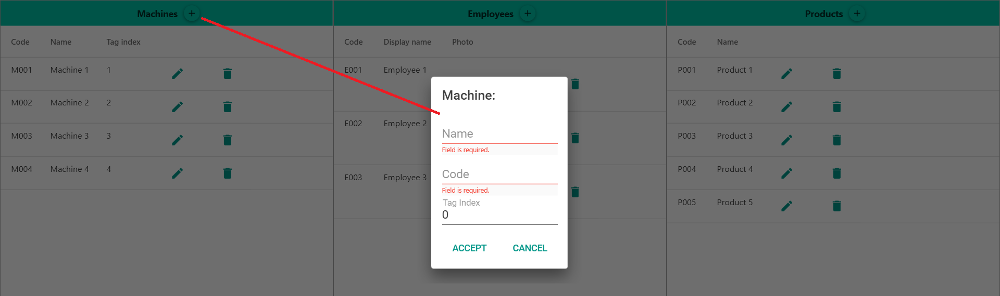 Machines +
Employees +
Products +
Code Name Tag index
M001 Machine 1 1
M002 Machine 2 2
M003 Machine 3 3
M004 Machine 4 4
Code Display name Photo
E001 Employee 1
E002 Employee 2
E003 Employee 3
Machine:
Name
Field is required.
Code
Field is required.
Tag Index
0
ACCEPT CANCEL
Code Name
P001 Product 1
P002 Product 2
P003 Product 3
P004 Product 4
P005 Product 5